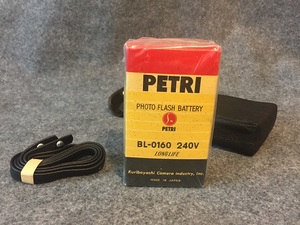 PETRI
PHOTO FLASH BATTERY
PETRI
BL-0160 240V
LONGLIFE
Kuribayashi Camera Industry, Inc.
MADE IN JAPAN